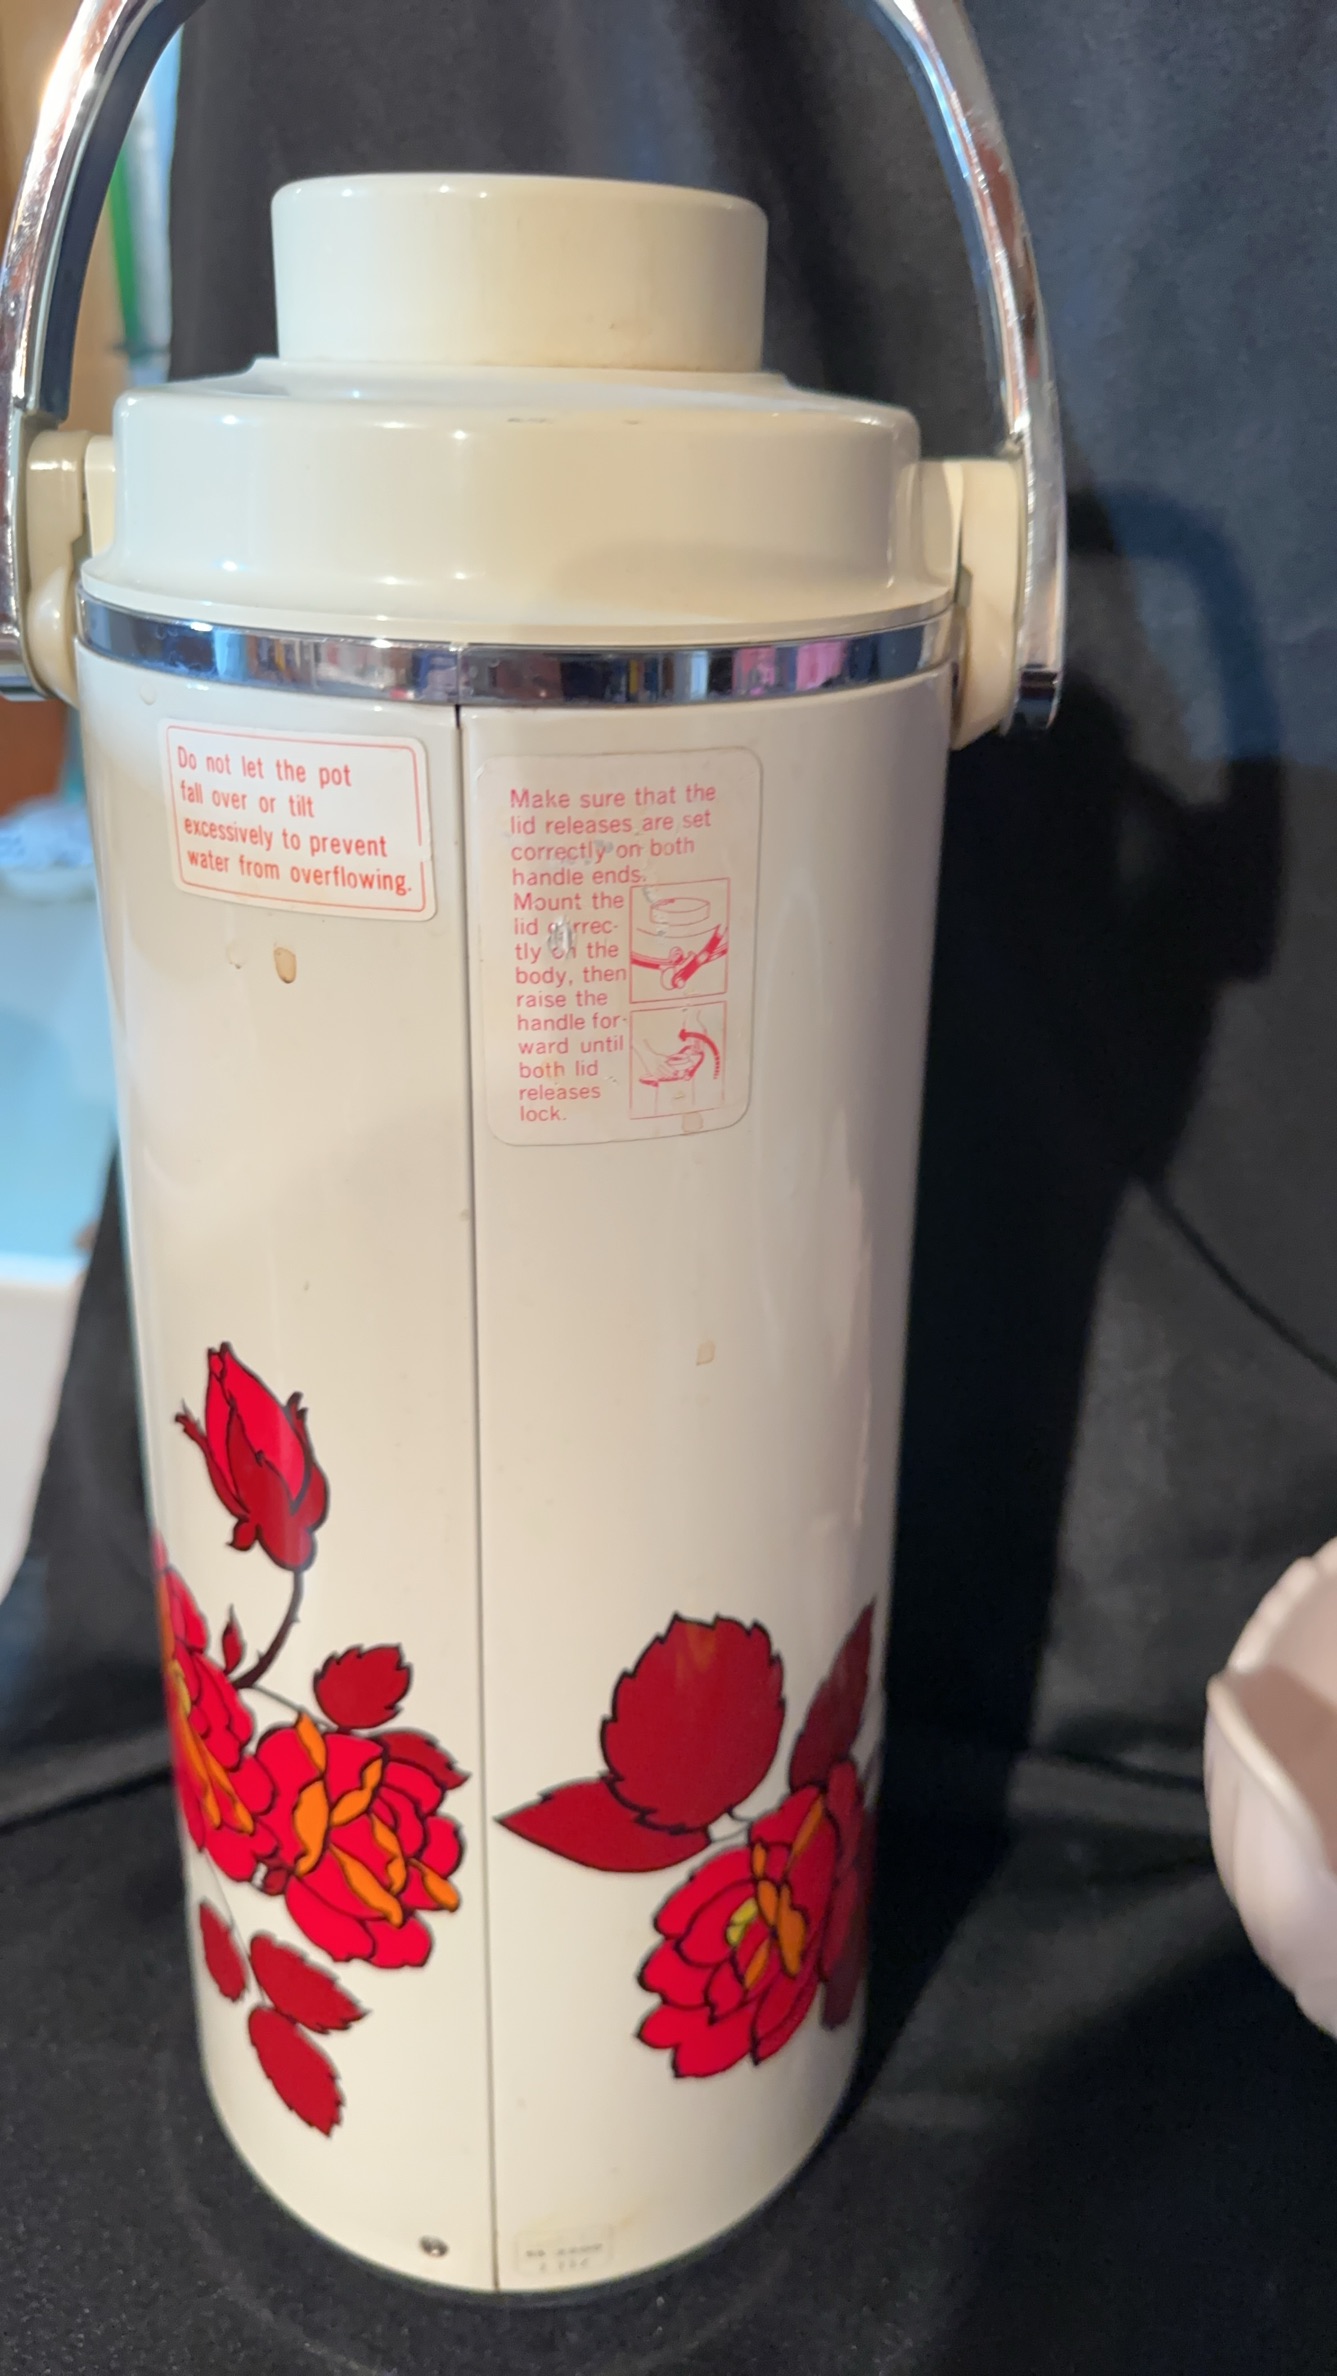 Do not let the pot
fall over or tilt
excessively to prevent
water from overflowing.
Make sure that the
lid releases are set
correctly on both
handle ends.
Mount the
lid correc-
tly on the
body, then
raise the
handle for-
ward until
both lid
releases
lock.